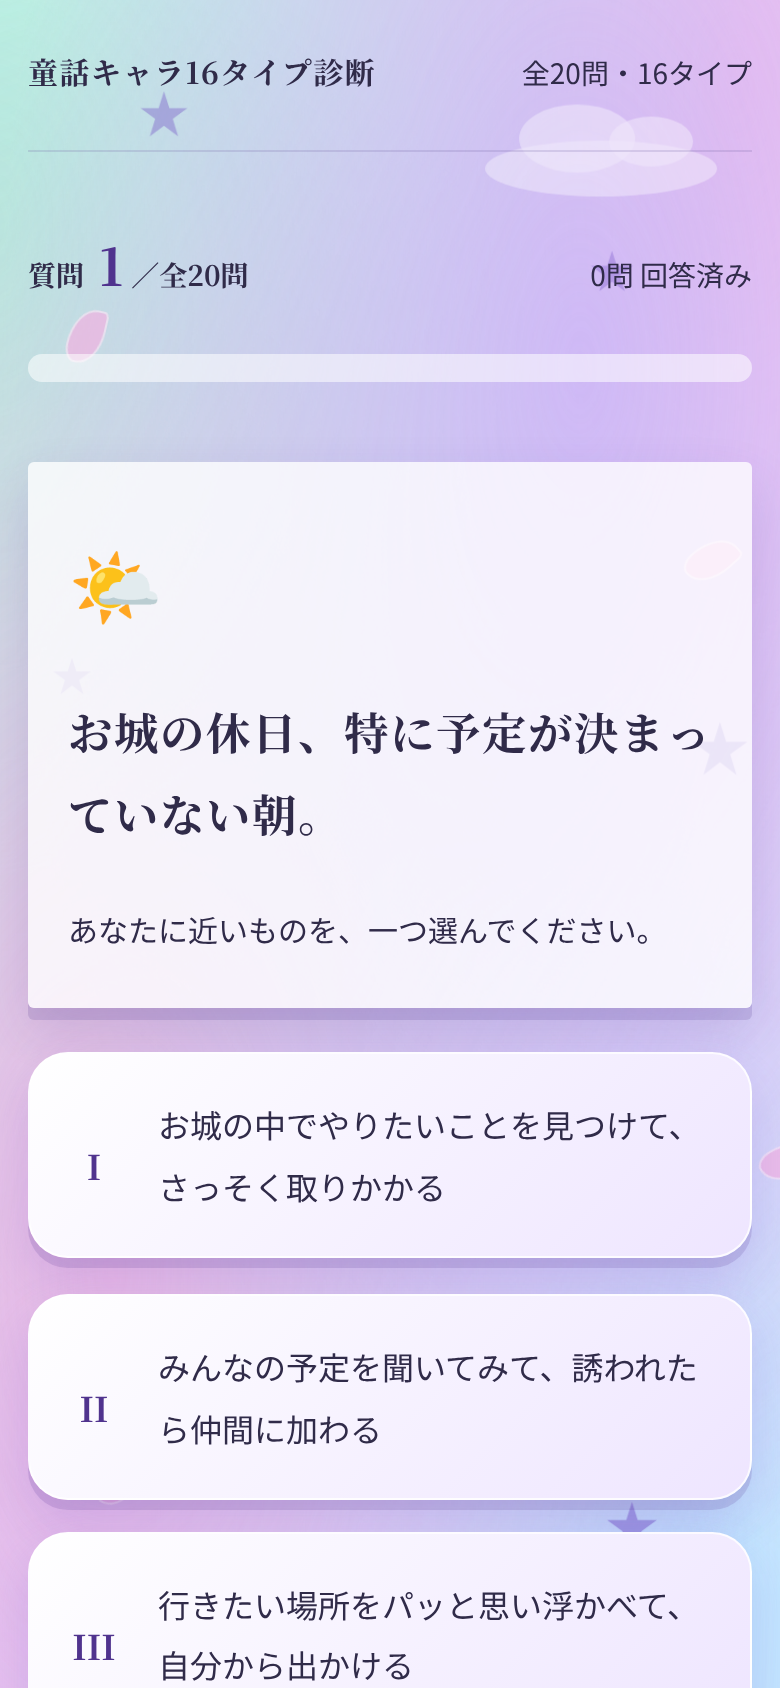 童話キャラ16タイプ診断
全20問・16タイプ
質問 1 ／全20問
0問 回答済み
お城の休日、特に予定が決まっ
ていない朝。
あなたに近いものを、一つ選んでください。
I
お城の中でやりたいことを見つけて、
さっそく取りかかる
II
みんなの予定を聞いてみて、誘われた
ら仲間に加わる
III
行きたい場所をパッと思い浮かべて、
自分から出かける